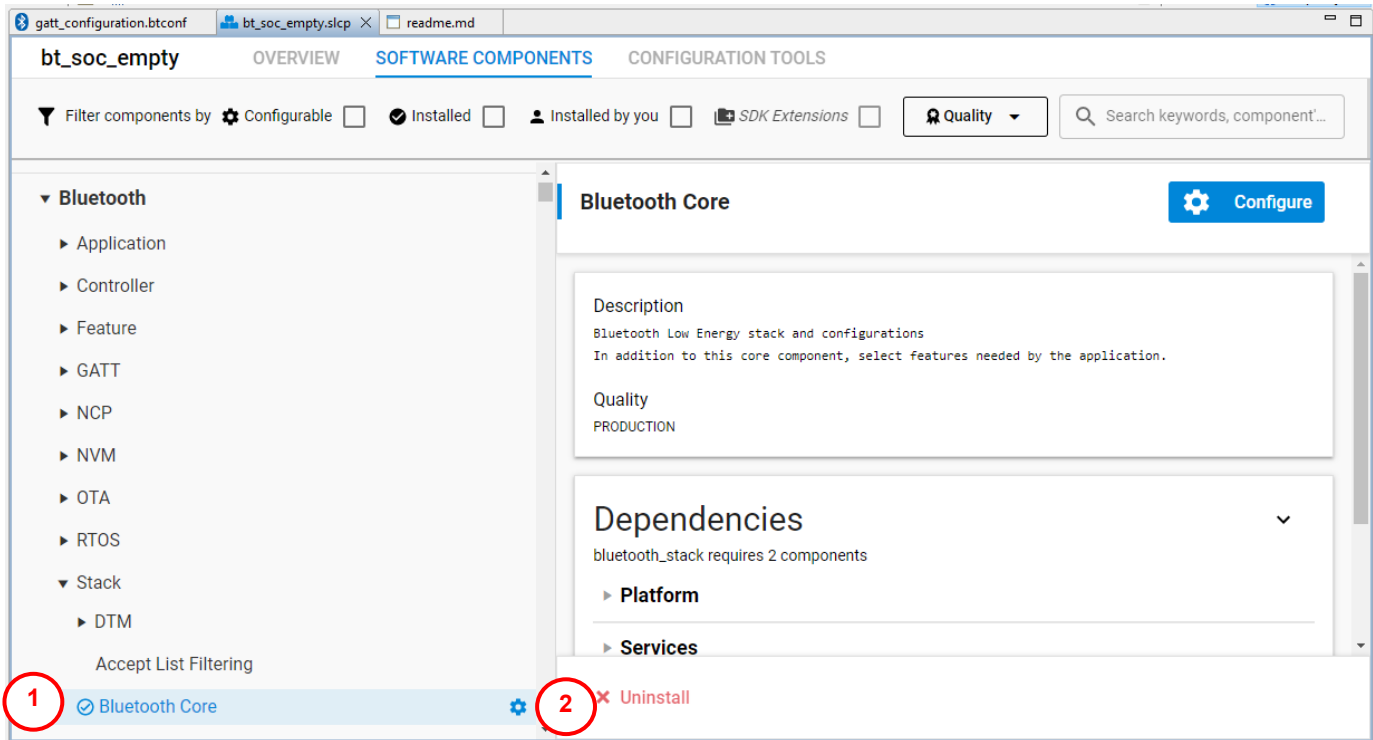 gatt_configuration.btconf bt_soc_empty.slcp readme.md
bt_soc_empty OVERVIEW SOFTWARE COMPONENTS CONFIGURATION TOOLS
Filter components by Configurable Installed Installed by you SDK Extensions Quality Search keywords, component'...
Bluetooth
Application
Controller
Feature
GATT
NCP
NVM
OTA
RTOS
Stack
DTM
Accept List Filtering
1 Bluetooth Core
Bluetooth Core Configure
Description
Bluetooth Low Energy stack and configurations
In addition to this core component, select features needed by the application.
Quality
PRODUCTION
Dependencies
bluetooth_stack requires 2 components
Platform
Services
2 Uninstall